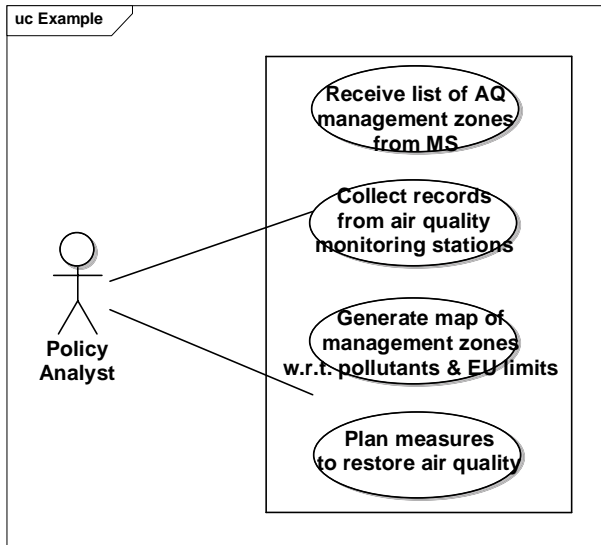 uc Example
Receive list of AQ
management zones
from MS
Collect records
from air quality
monitoring stations
Policy
Analyst
Generate map of
management zones
w.r.t. pollutants & EU limits
Plan measures
to restore air quality